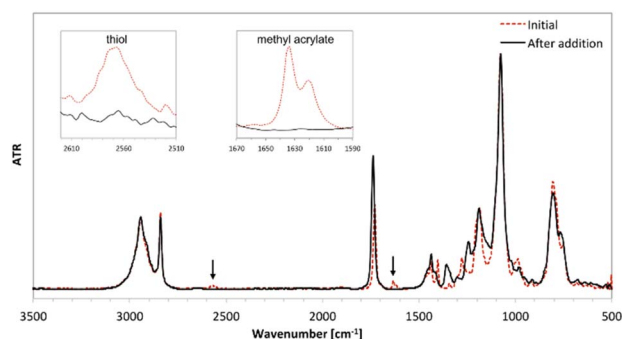 thiol
methyl acrylate
Initial
After addition
2610 2560 2510
1670 1650 1630 1610 1590
ATR
3500 3000 2500 2000 1500 1000 500
Wavenumber [cm⁻¹]